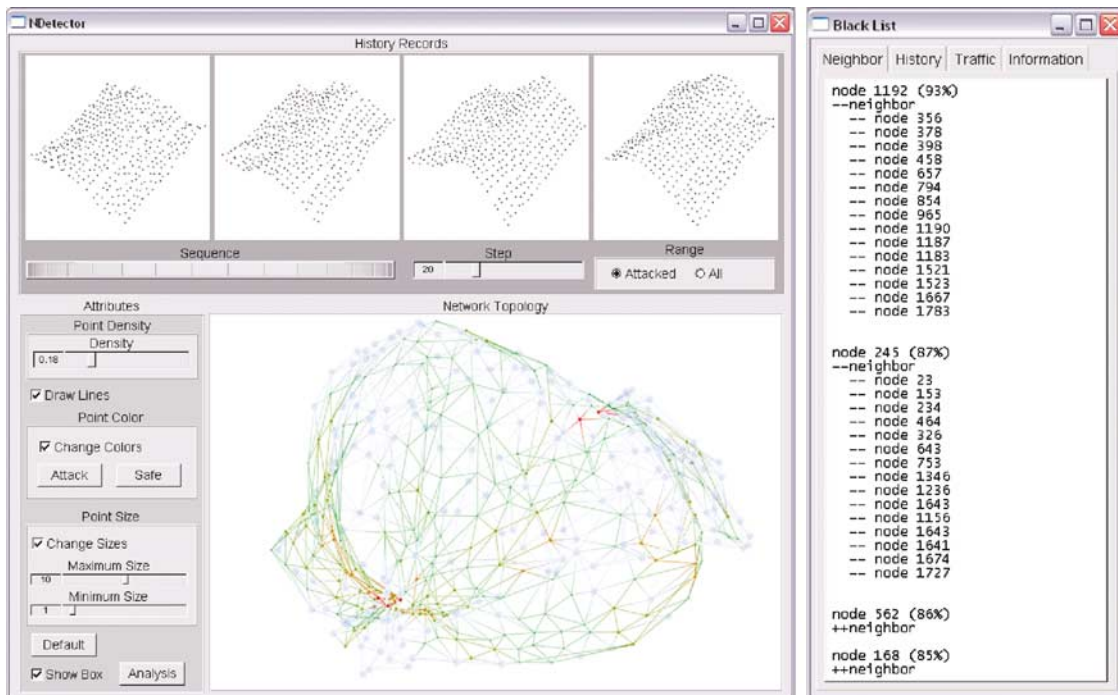 NDetector
History Records
Sequence
Step
Range
20
Attacked
All
Attributes
Network Topology
Point Density
Density
0.18
Draw Lines
Point Color
Change Colors
Attack
Safe
Point Size
Change Sizes
Maximum Size
10
Minimum Size
1
Default
Show Box
Analysis
Black List
Neighbor History Traffic Information
node 1192 (93%)
--neighbor
-- node 356
-- node 378
-- node 398
-- node 458
-- node 657
-- node 794
-- node 854
-- node 965
-- node 1190
-- node 1187
-- node 1183
-- node 1521
-- node 1523
-- node 1667
-- node 1783
node 245 (87%)
--neighbor
-- node 23
-- node 153
-- node 234
-- node 464
-- node 326
-- node 643
-- node 753
-- node 1346
-- node 1236
-- node 1643
-- node 1156
-- node 1643
-- node 1641
-- node 1674
-- node 1727
node 562 (86%)
++neighbor
node 168 (85%)
++neighbor